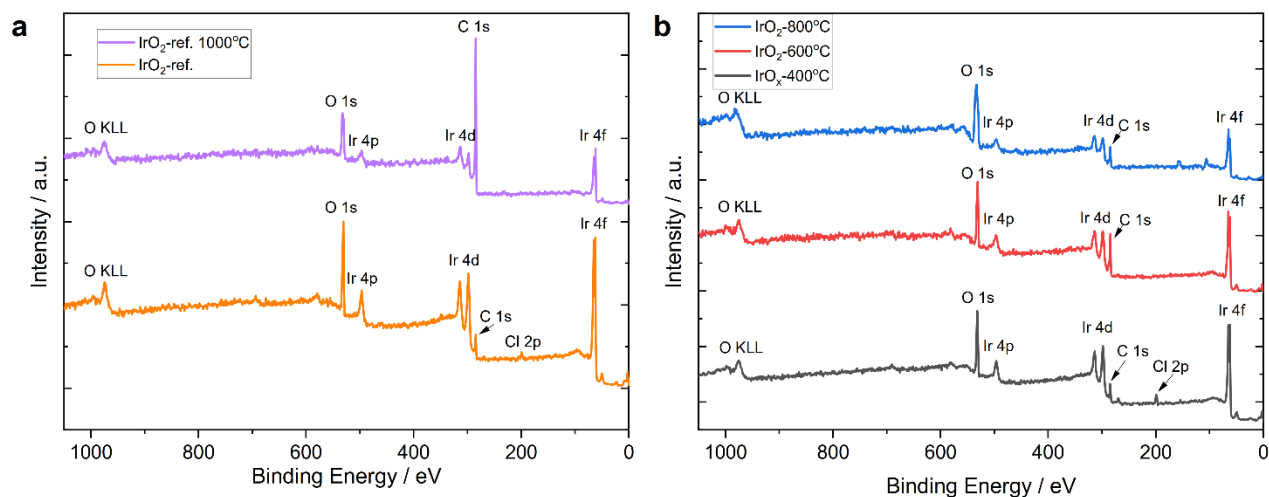 a
IrO₂-ref. 1000°C
IrO₂-ref.
C 1s
O 1s
O KLL
Ir 4p
Ir 4d
Ir 4f
O 1s
O KLL
Ir 4p
Ir 4d
C 1s
Cl 2p
Ir 4f
Intensity / a.u.
1000 800 600 400 200 0
Binding Energy / eV
b
IrO₂-800°C
IrO₂-600°C
IrOₓ-400°C
O 1s
O KLL
Ir 4p
Ir 4d
C 1s
Ir 4f
O 1s
O KLL
Ir 4p
Ir 4d
C 1s
Ir 4f
O 1s
O KLL
Ir 4p
Ir 4d
C 1s
Cl 2p
Ir 4f
Intensity / a.u.
1000 800 600 400 200 0
Binding Energy / eV